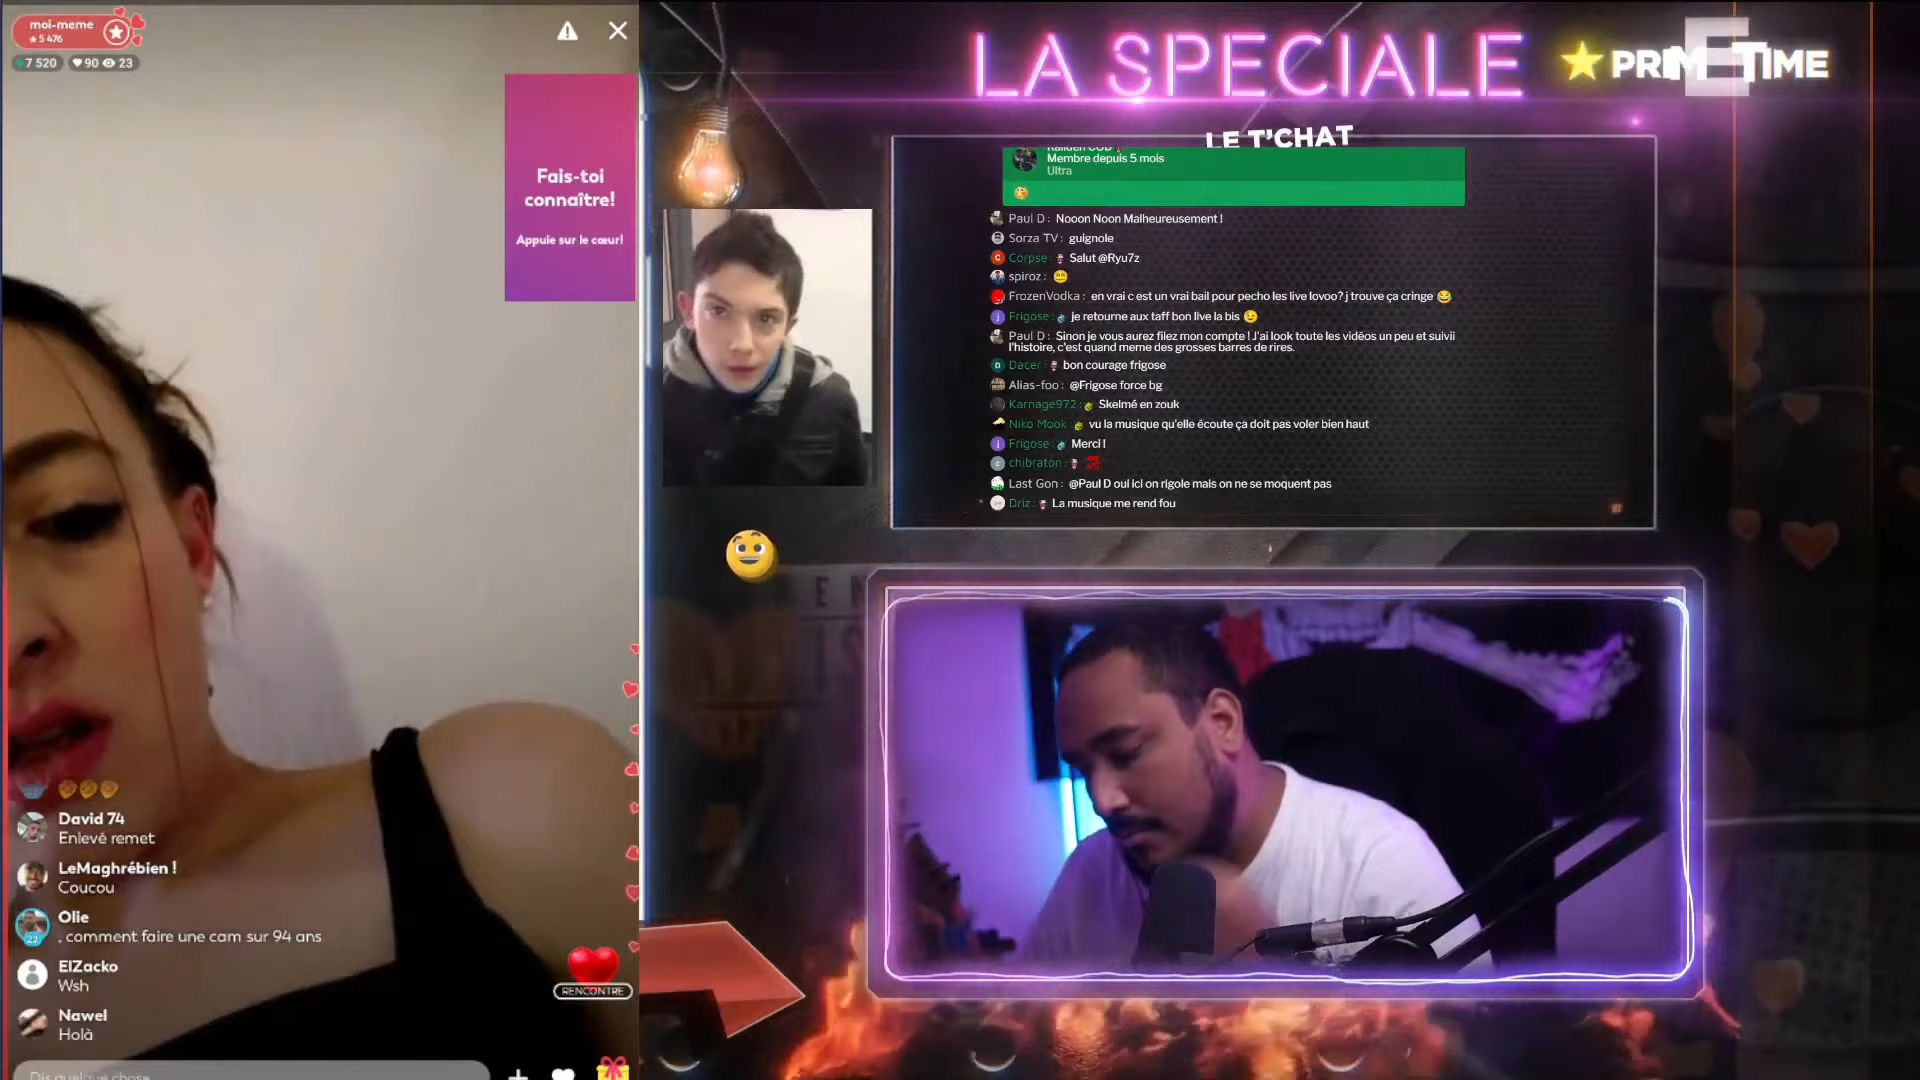 moi-meme
★5 476
7 520
90
23
Fais-toi
connaître!
Appuie sur le cœur!
David 74
Enlevé remet
LeMaghrébien !
Coucou
Olie
22
, comment faire une cam sur 94 ans
ElZacko
Wsh
Nawel
Holà
Dis quelque chose
RENCONTRE
LA SPECIALE
PRIMETIME
E
LE T'CHAT
Membre depuis 5 mois
Ultra
Paul D : Nooon Noon Malheureusement !
Sorza TV : guignole
Corpse : Salut @Ryu7z
spiroz : 
FrozenVodka : en vrai c est un vrai bail pour pecho les live lovoo? j trouve ça cringe 😂
Frigose : je retourne aux taff bon live la bis 😉
Paul D : Sinon je vous aurez filez mon compte ! J'ai look toute les vidéos un peu et suivii
l'histoire, c'est quand meme des grosses barres de rires.
Dacer : bon courage frigose
Alias-foo : @Frigose force bg
Karnage972 : Skelmé en zouk
Niko Mook : vu la musique qu'elle écoute ça doit pas voler bien haut
Frigose : Merci !
chibraton :
Last Gon : @Paul D oui ici on rigole mais on ne se moquent pas
Driz : La musique me rend fou